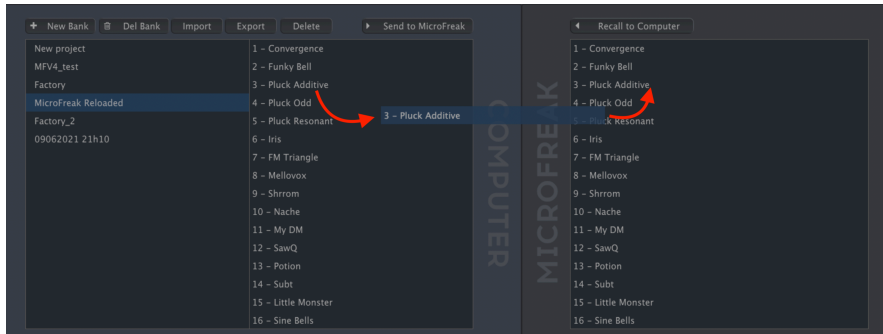 + New Bank Del Bank Import Export Delete Send to MicroFreak
New project
MFV4_test
Factory
MicroFreak Reloaded
Factory_2
09062021 21h10
1 – Convergence
2 – Funky Bell
3 – Pluck Additive
4 – Pluck Odd
5 – Pluck Resonant
6 – Iris
7 – FM Triangle
8 – Mellovox
9 – Shrrom
10 – Nache
11 – My DM
12 – SawQ
13 – Potion
14 – Subt
15 – Little Monster
16 – Sine Bells
3 – Pluck Additive
COMPUTER
MICROFREAK
Recall to Computer
1 – Convergence
2 – Funky Bell
3 – Pluck Additive
4 – Pluck Odd
5 – Pluck Resonant
6 – Iris
7 – FM Triangle
8 – Mellovox
9 – Shrrom
10 – Nache
11 – My DM
12 – SawQ
13 – Potion
14 – Subt
15 – Little Monster
16 – Sine Bells